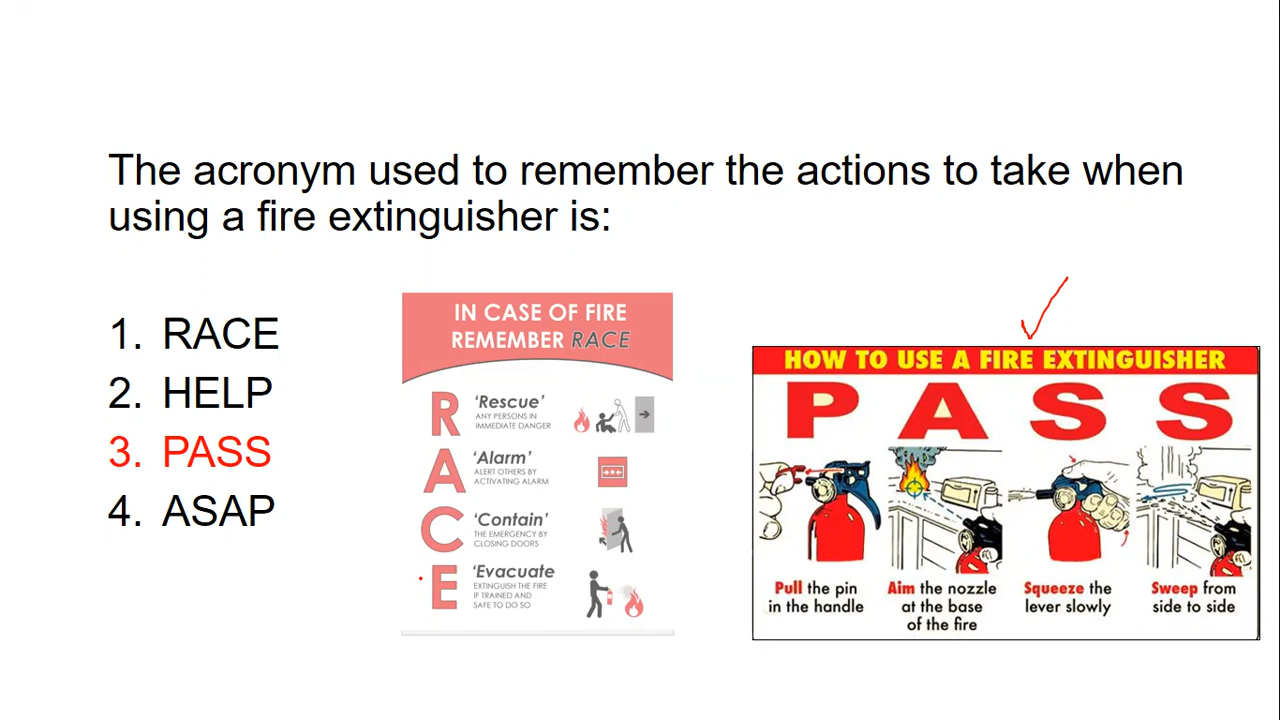 The acronym used to remember the actions to take when
using a fire extinguisher is:
1. RACE
2. HELP
3. PASS
4. ASAP
IN CASE OF FIRE
REMEMBER RACE
R
'Rescue'
ANY PERSONS IN
IMMEDIATE DANGER
A
'Alarm'
ALERT OTHERS BY
ACTIVATING ALARM
C
'Contain'
THE EMERGENCY BY
CLOSING DOORS
E
'Evacuate
EXTINGUISH THE FIRE
IF TRAINED AND
SAFE TO DO SO
HOW TO USE A FIRE EXTINGUISHER
P A S S
Pull the pin
in the handle
Aim the nozzle
at the base
of the fire
Squeeze the
lever slowly
Sweep from
side to side